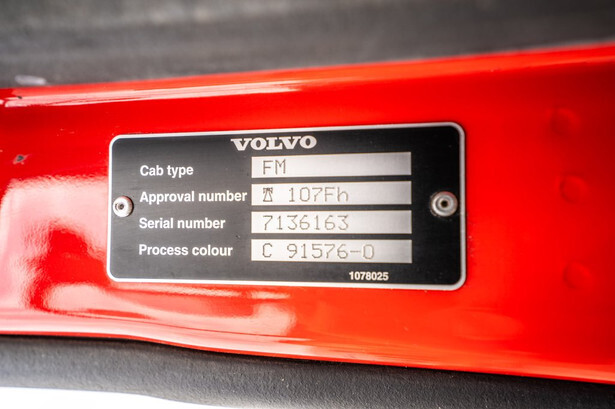 VOLVO
Cab type FM
Approval number 107Fh
Serial number 7136163
Process colour C 91576-0
1078025